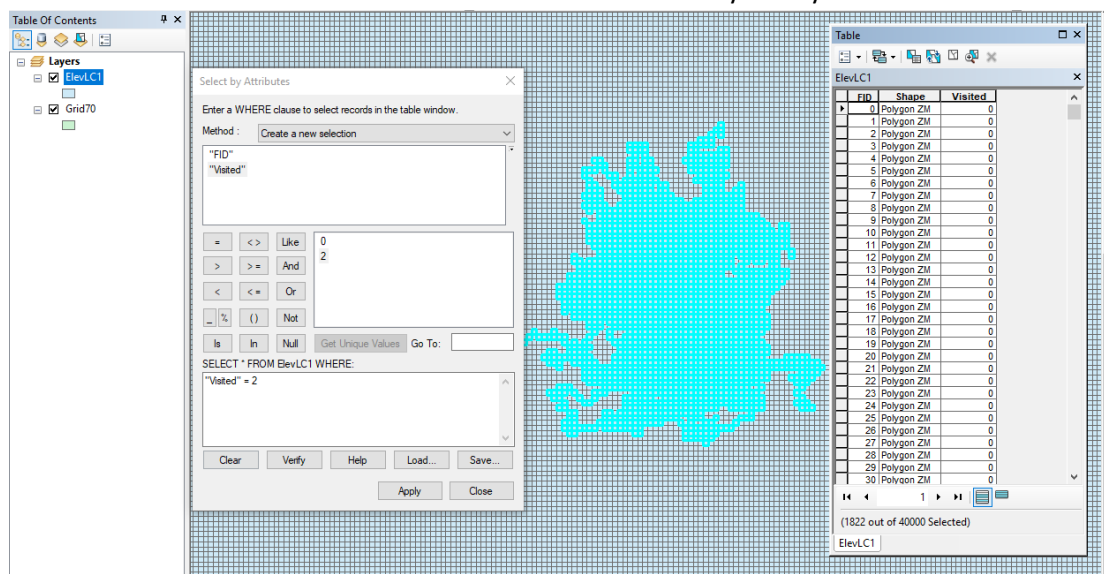 Table Of Contents
Layers
ElevLC1
Grid70
Select by Attributes
Enter a WHERE clause to select records in the table window.
Method :
Create a new selection
"FID"
"Visited"
=
< >
Like
>
> =
And
<
< =
Or
_ %
( )
Not
Is
In
Null
0
2
Get Unique Values
Go To:
SELECT * FROM ElevLC1 WHERE:
"Visited" = 2
Clear
Verify
Help
Load...
Save...
Apply
Close
Table
ElevLC1
FID Shape Visited
0 Polygon ZM 0
1 Polygon ZM 0
2 Polygon ZM 0
3 Polygon ZM 0
4 Polygon ZM 0
5 Polygon ZM 0
6 Polygon ZM 0
7 Polygon ZM 0
8 Polygon ZM 0
9 Polygon ZM 0
10 Polygon ZM 0
11 Polygon ZM 0
12 Polygon ZM 0
13 Polygon ZM 0
14 Polygon ZM 0
15 Polygon ZM 0
16 Polygon ZM 0
17 Polygon ZM 0
18 Polygon ZM 0
19 Polygon ZM 0
20 Polygon ZM 0
21 Polygon ZM 0
22 Polygon ZM 0
23 Polygon ZM 0
24 Polygon ZM 0
25 Polygon ZM 0
26 Polygon ZM 0
27 Polygon ZM 0
28 Polygon ZM 0
29 Polygon ZM 0
30 Polygon ZM 0
1
(1822 out of 40000 Selected)
ElevLC1